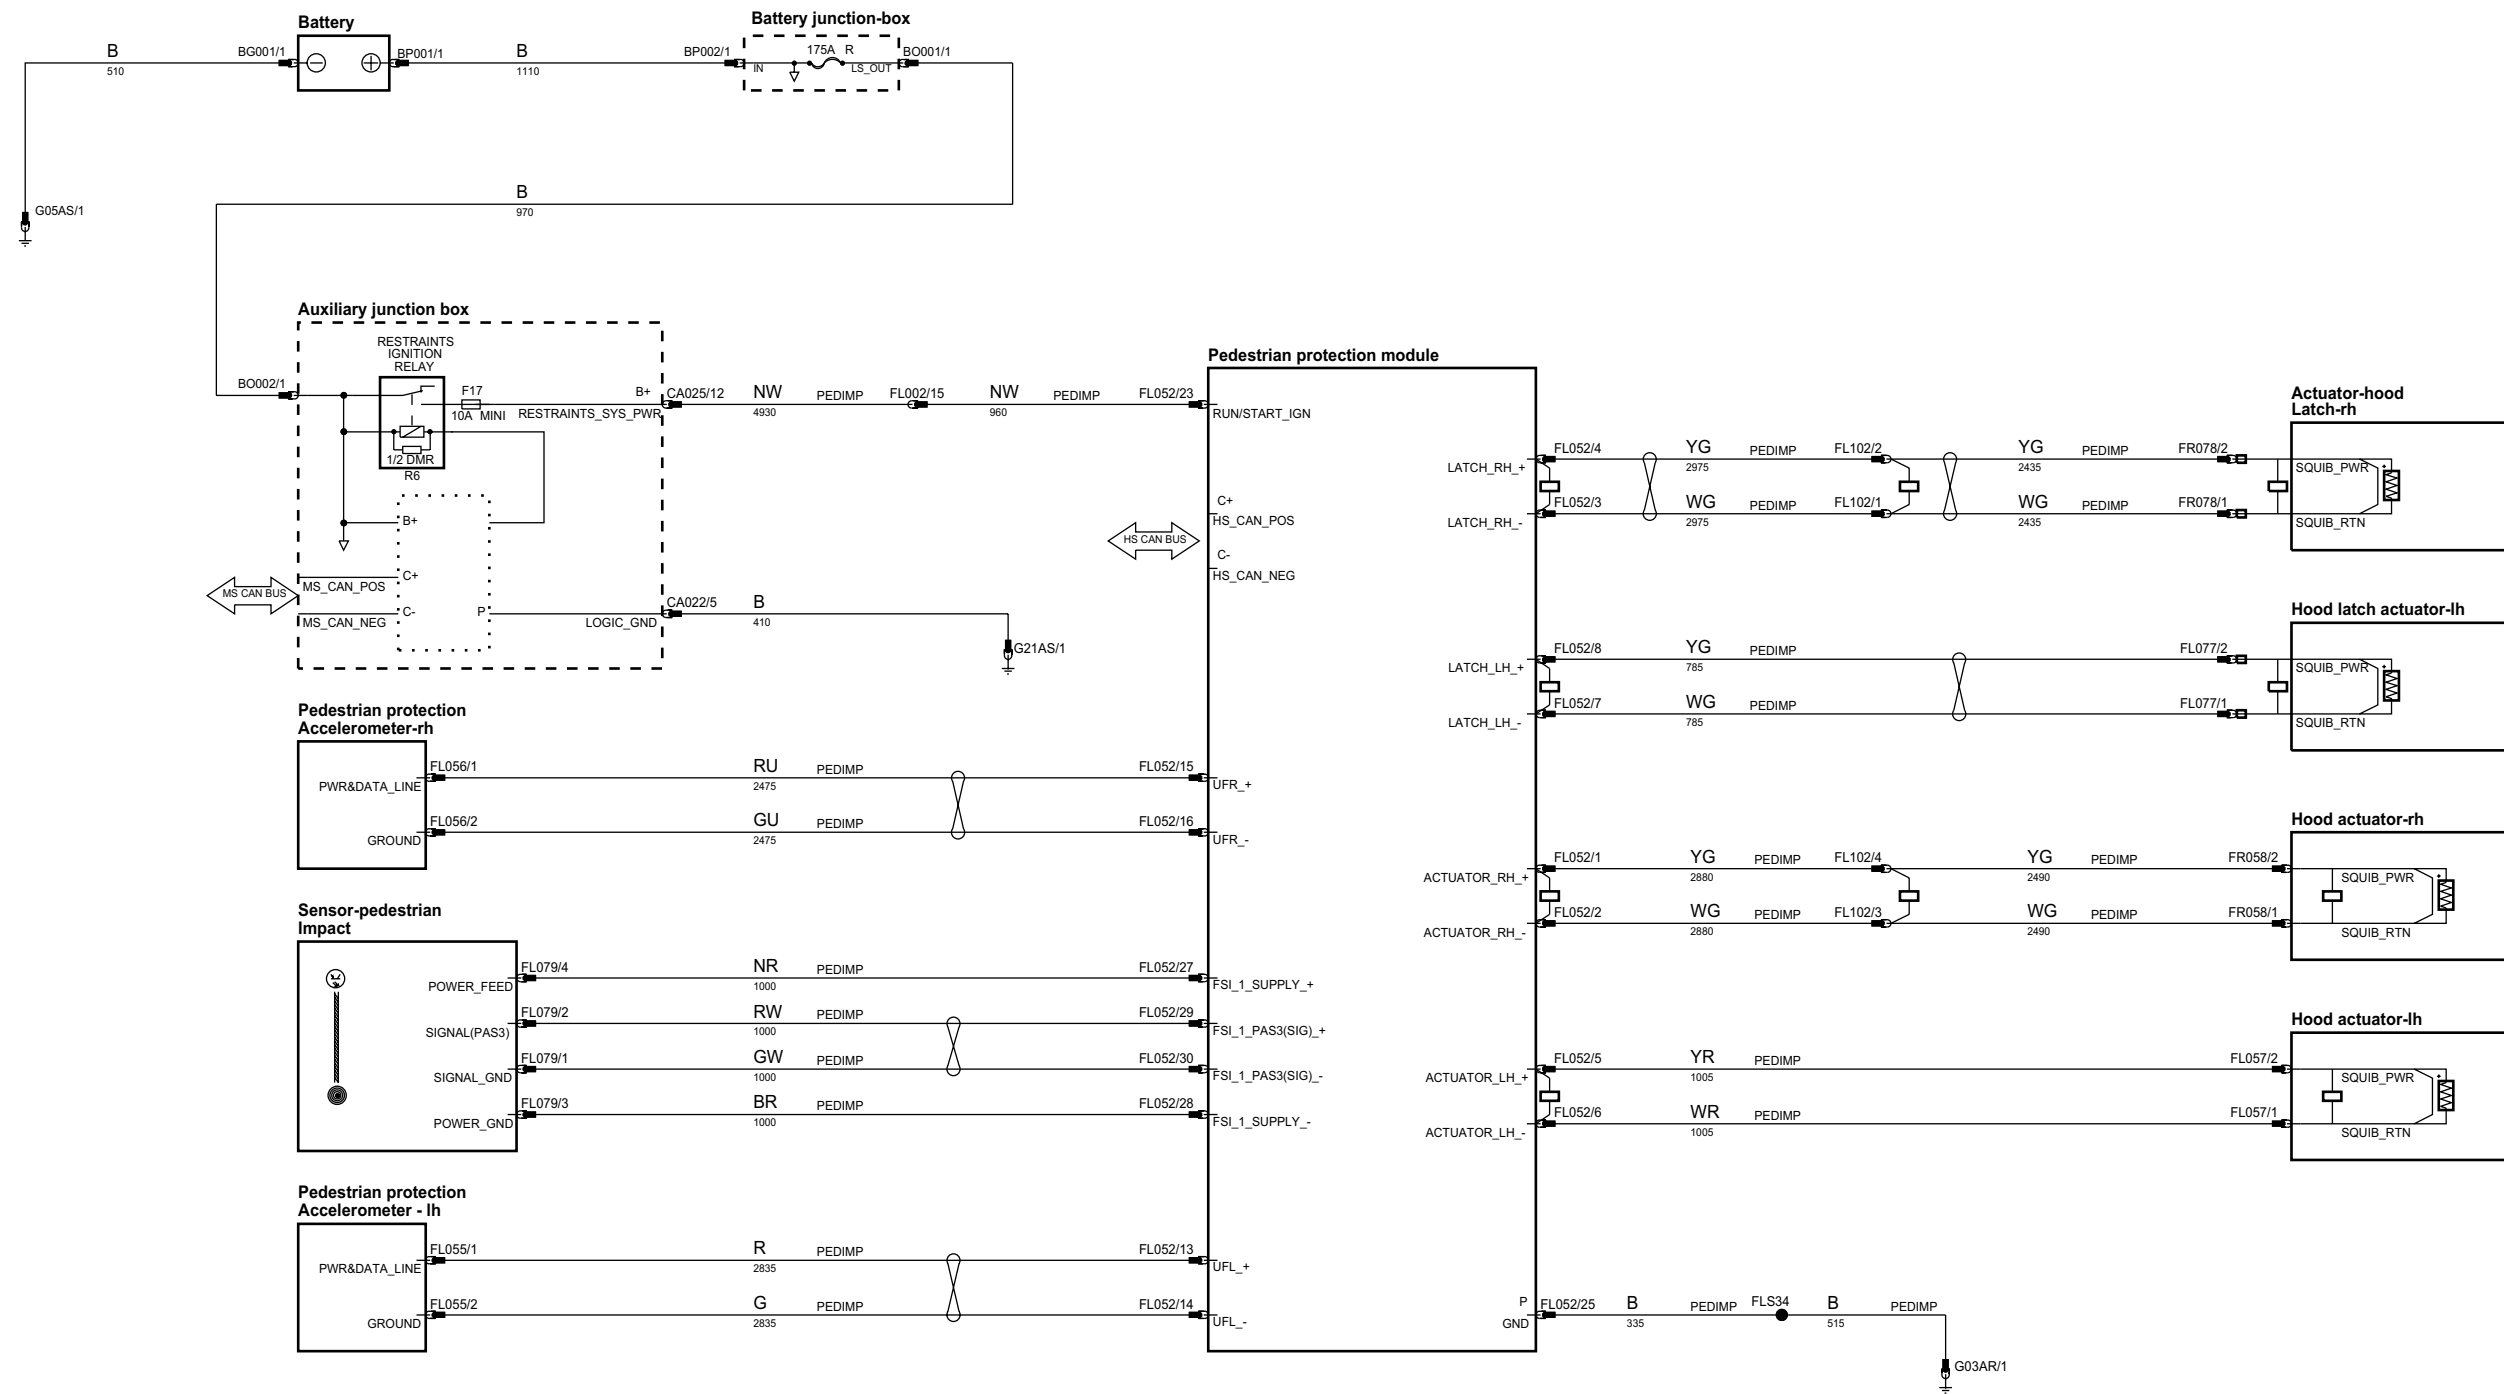 Battery
Battery junction-box
B
510
BG001/1
BP001/1
B
1110
BP002/1
175A R
IN
LS_OUT
BO001/1
B
970
G05AS/1
Auxiliary junction box
RESTRAINTS
IGNITION
RELAY
BO002/1
F17
10A MINI
B+
RESTRAINTS_SYS_PWR
1/2 DMR
R6
B+
C+
C-
P
MS CAN BUS
MS_CAN_POS
MS_CAN_NEG
LOGIC_GND
CA025/12
NW
4930
PEDIMP
FL002/15
NW
960
PEDIMP
FL052/23
CA022/5
B
410
G21AS/1
Pedestrian protection module
RUN/START_IGN
HS CAN BUS
C+
HS_CAN_POS
C-
HS_CAN_NEG
Pedestrian protection
Accelerometer-rh
PWR&DATA_LINE
GROUND
FL056/1
RU
2475
PEDIMP
FL052/15
UFR_+
FL056/2
GU
2475
PEDIMP
FL052/16
UFR_-
Sensor-pedestrian
Impact
POWER_FEED
FL079/4
NR
1000
PEDIMP
FL052/27
FSI_1_SUPPLY_+
SIGNAL(PAS3)
FL079/2
RW
1000
PEDIMP
FL052/29
FSI_1_PAS3(SIG)_+
SIGNAL_GND
FL079/1
GW
1000
PEDIMP
FL052/30
FSI_1_PAS3(SIG)_-
POWER_GND
FL079/3
BR
1000
PEDIMP
FL052/28
FSI_1_SUPPLY_-
Pedestrian protection
Accelerometer - lh
PWR&DATA_LINE
FL055/1
R
2835
PEDIMP
FL052/13
UFL_+
GROUND
FL055/2
G
2835
PEDIMP
FL052/14
UFL_-
LATCH_RH_+
FL052/4
YG
2975
PEDIMP
FL102/2
YG
2435
PEDIMP
FR078/2
LATCH_RH_-
FL052/3
WG
2975
PEDIMP
FL102/1
WG
2435
PEDIMP
FR078/1
Actuator-hood
Latch-rh
SQUIB_PWR
SQUIB_RTN
LATCH_LH_+
FL052/8
YG
785
PEDIMP
FL077/2
LATCH_LH_-
FL052/7
WG
785
PEDIMP
FL077/1
Hood latch actuator-lh
SQUIB_PWR
SQUIB_RTN
ACTUATOR_RH_+
FL052/1
YG
2880
PEDIMP
FL102/4
YG
2490
PEDIMP
FR058/2
ACTUATOR_RH_-
FL052/2
WG
2880
PEDIMP
FL102/3
WG
2490
PEDIMP
FR058/1
Hood actuator-rh
SQUIB_PWR
SQUIB_RTN
ACTUATOR_LH_+
FL052/5
YR
1005
PEDIMP
FL057/2
ACTUATOR_LH_-
FL052/6
WR
1005
PEDIMP
FL057/1
Hood actuator-lh
SQUIB_PWR
SQUIB_RTN
P
GND
FL052/25
B
335
PEDIMP
FLS34
B
515
PEDIMP
G03AR/1